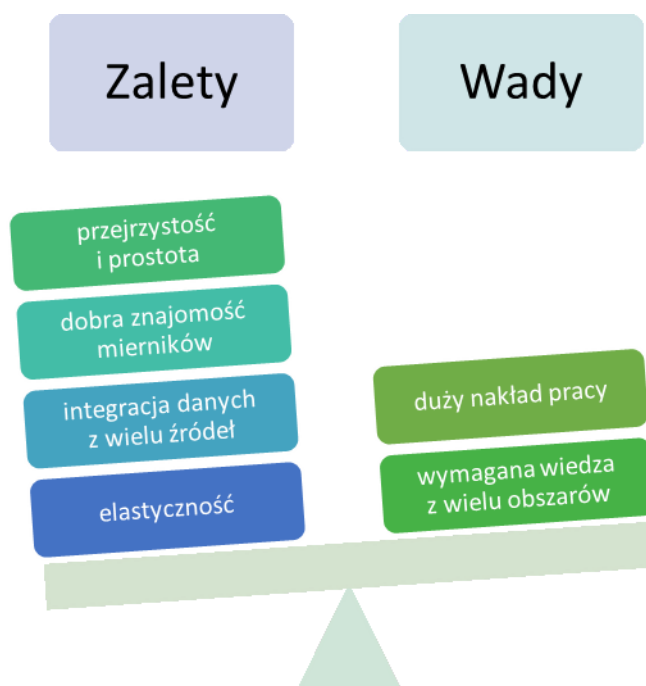 Zalety
Wady
przejrzystość
i prostota
dobra znajomość
mierników
integracja danych
z wielu źródeł
elastyczność
duży nakład pracy
wymagana wiedza
z wielu obszarów